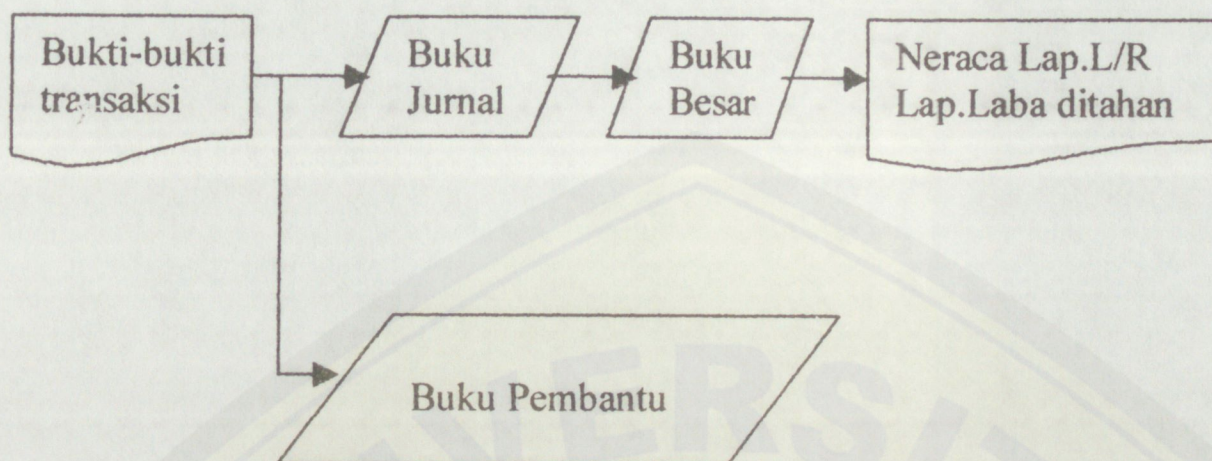 Bukti-bukti
transaksi
Buku
Jurnal
Buku
Besar
Neraca Lap.L/R
Lap.Laba ditahan
Buku Pembantu